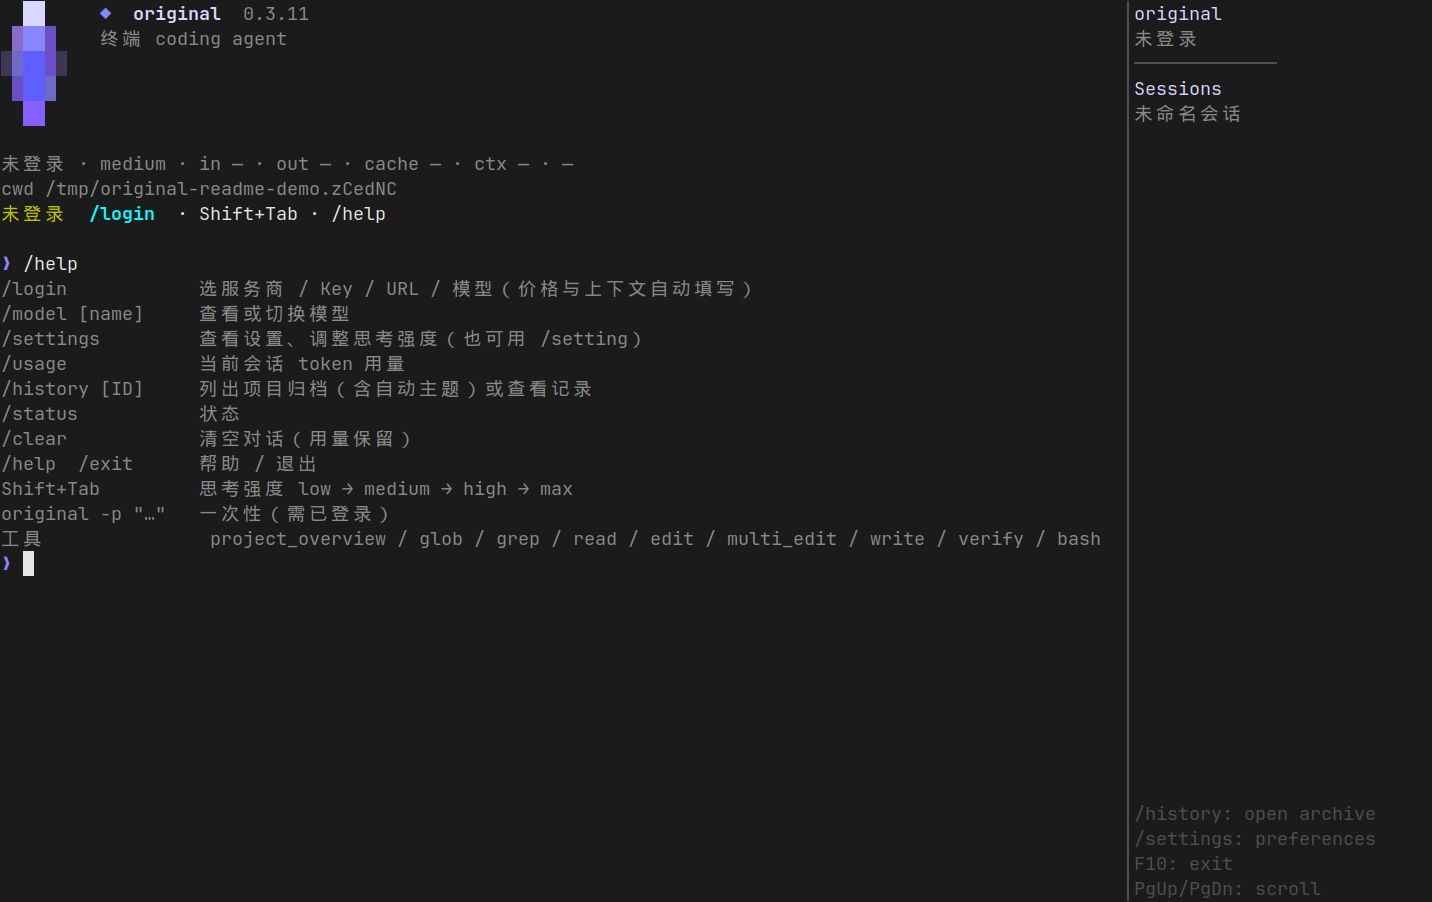 ◆ original 0.3.11
终端 coding agent
未登录 · medium · in — · out — · cache — · ctx — · —
cwd /tmp/original-readme-demo.zCedNC
未登录 /login · Shift+Tab · /help
❯ /help
/login 选服务商 / Key / URL / 模型（价格与上下文自动填写）
/model [name] 查看或切换模型
/settings 查看设置、调整思考强度（也可用 /setting）
/usage 当前会话 token 用量
/history [ID] 列出项目归档（含自动主题）或查看记录
/status 状态
/clear 清空对话（用量保留）
/help /exit 帮助 / 退出
Shift+Tab 思考强度 low → medium → high → max
original -p "…" 一次性（需已登录）
工具 project_overview / glob / grep / read / edit / multi_edit / write / verify / bash
❯
original
未登录
Sessions
未命名会话
/history: open archive
/settings: preferences
F10: exit
PgUp/PgDn: scroll